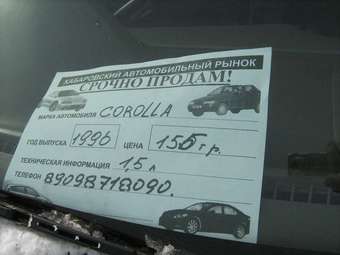 ХАБАРОВСКИЙ АВТОМОБИЛЬНЫЙ РЫНОК
СРОЧНО ПРОДАМ!
МАРКА АВТОМОБИЛЯ COROLLA
ГОД ВЫПУСКА 1996 ЦЕНА 155 т р.
ТЕХНИЧЕСКАЯ ИНФОРМАЦИЯ 1,5 л
ТЕЛЕФОН 89098718090.